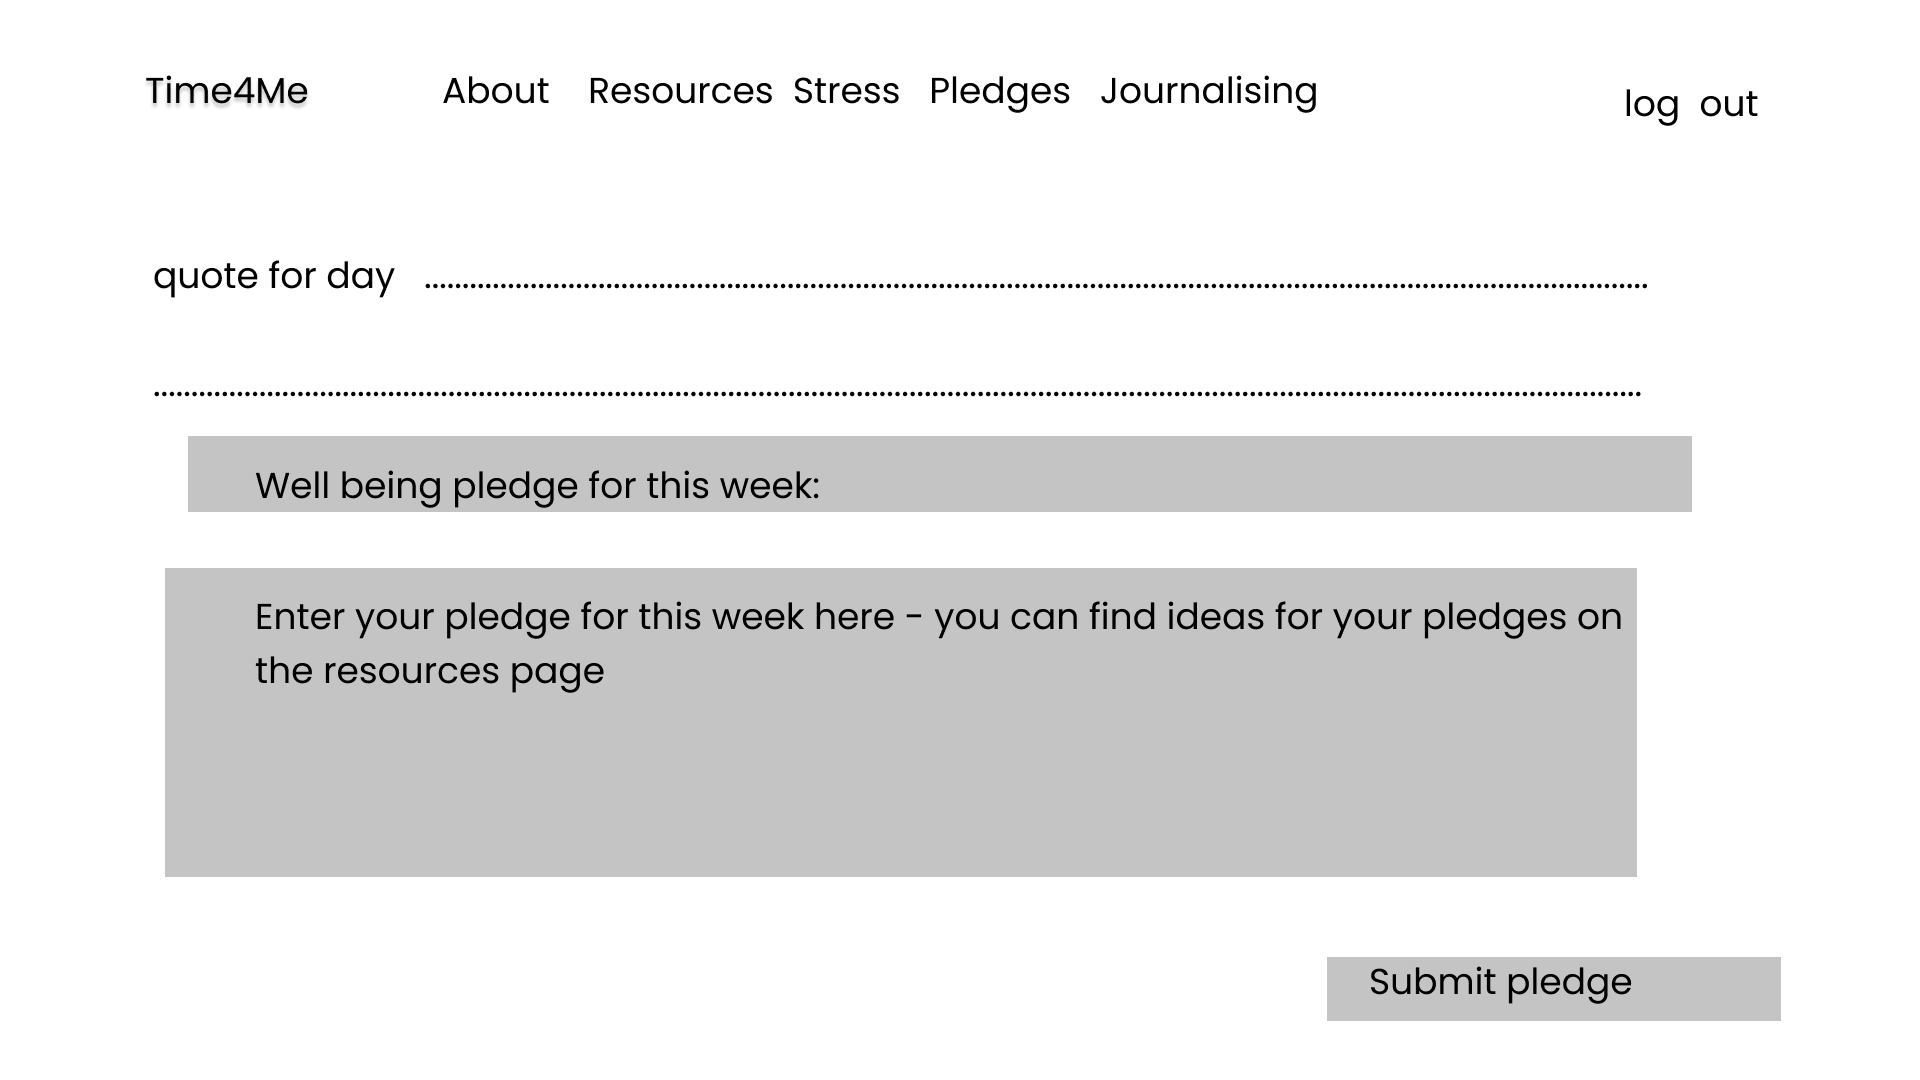 Time4Me About Resources Stress Pledges Journalising log out
quote for day ....................................................................................................................................................................
........................................................................................................................................................................................................
Well being pledge for this week:
Enter your pledge for this week here - you can find ideas for your pledges on
the resources page
Submit pledge